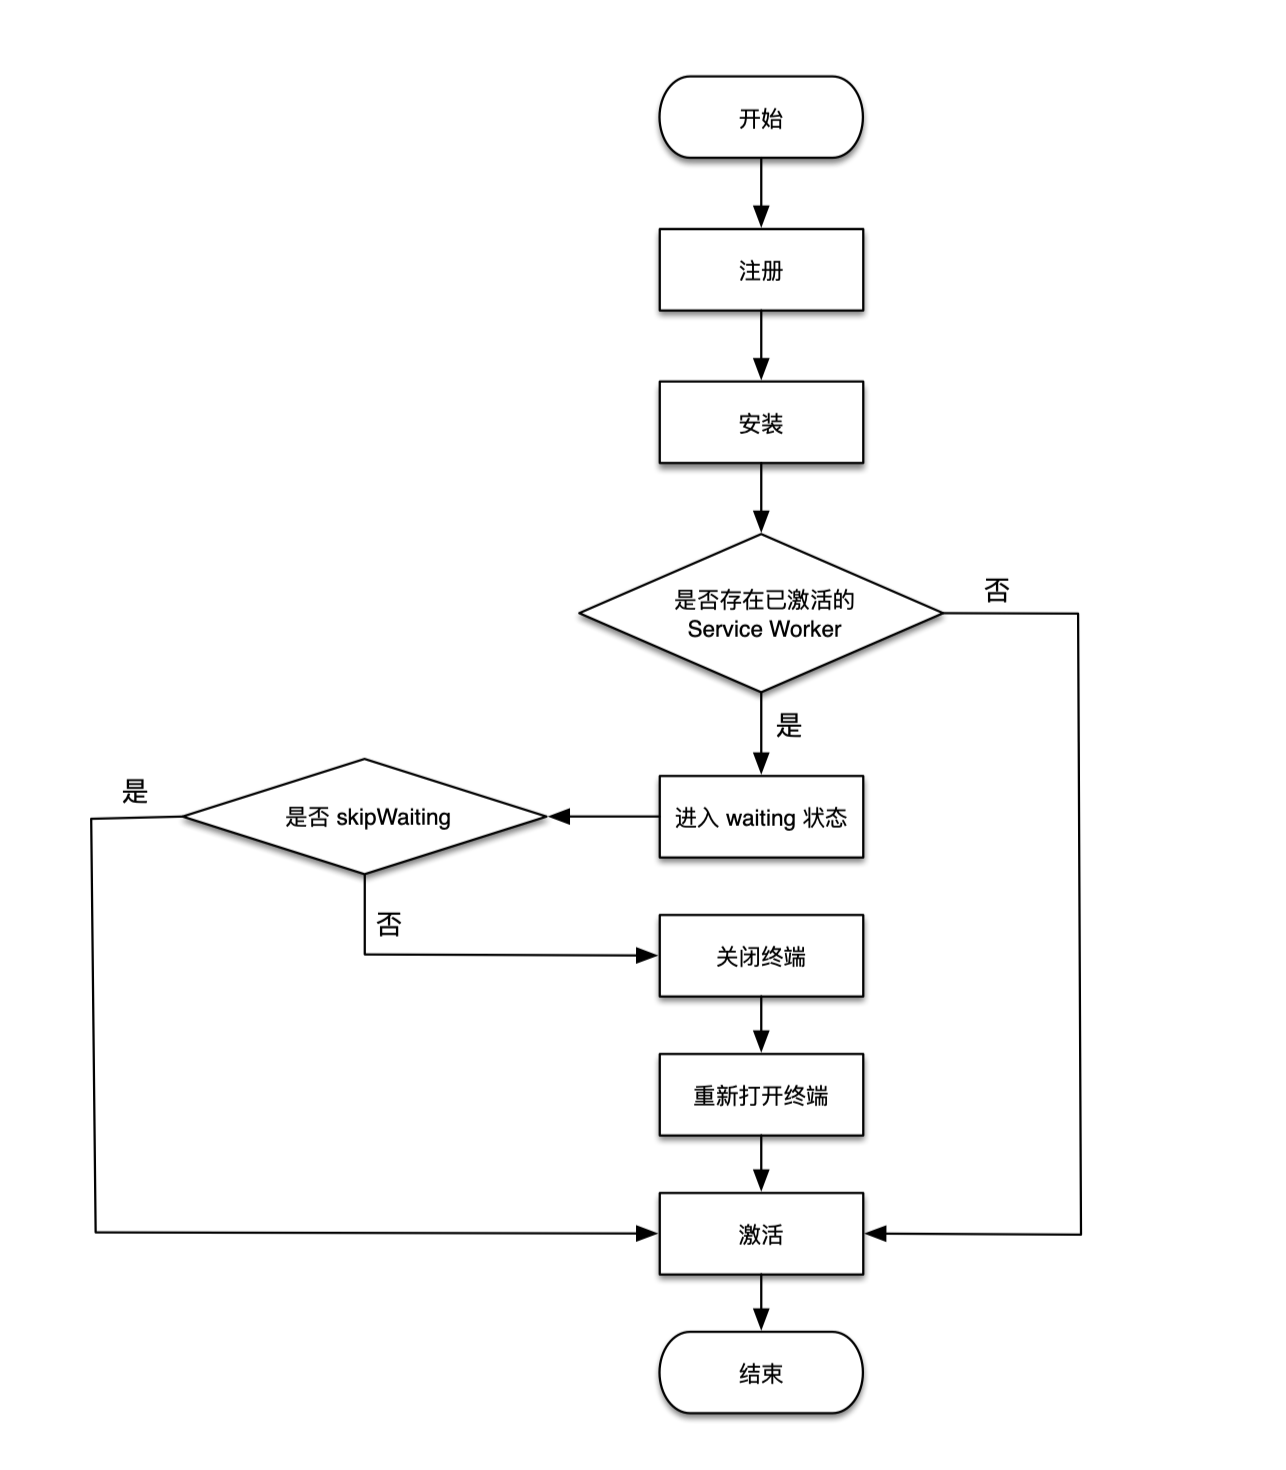 开始
注册
安装
是否存在已激活的
Service Worker
否
是
进入 waiting 状态
是否 skipWaiting
是
否
关闭终端
重新打开终端
激活
结束